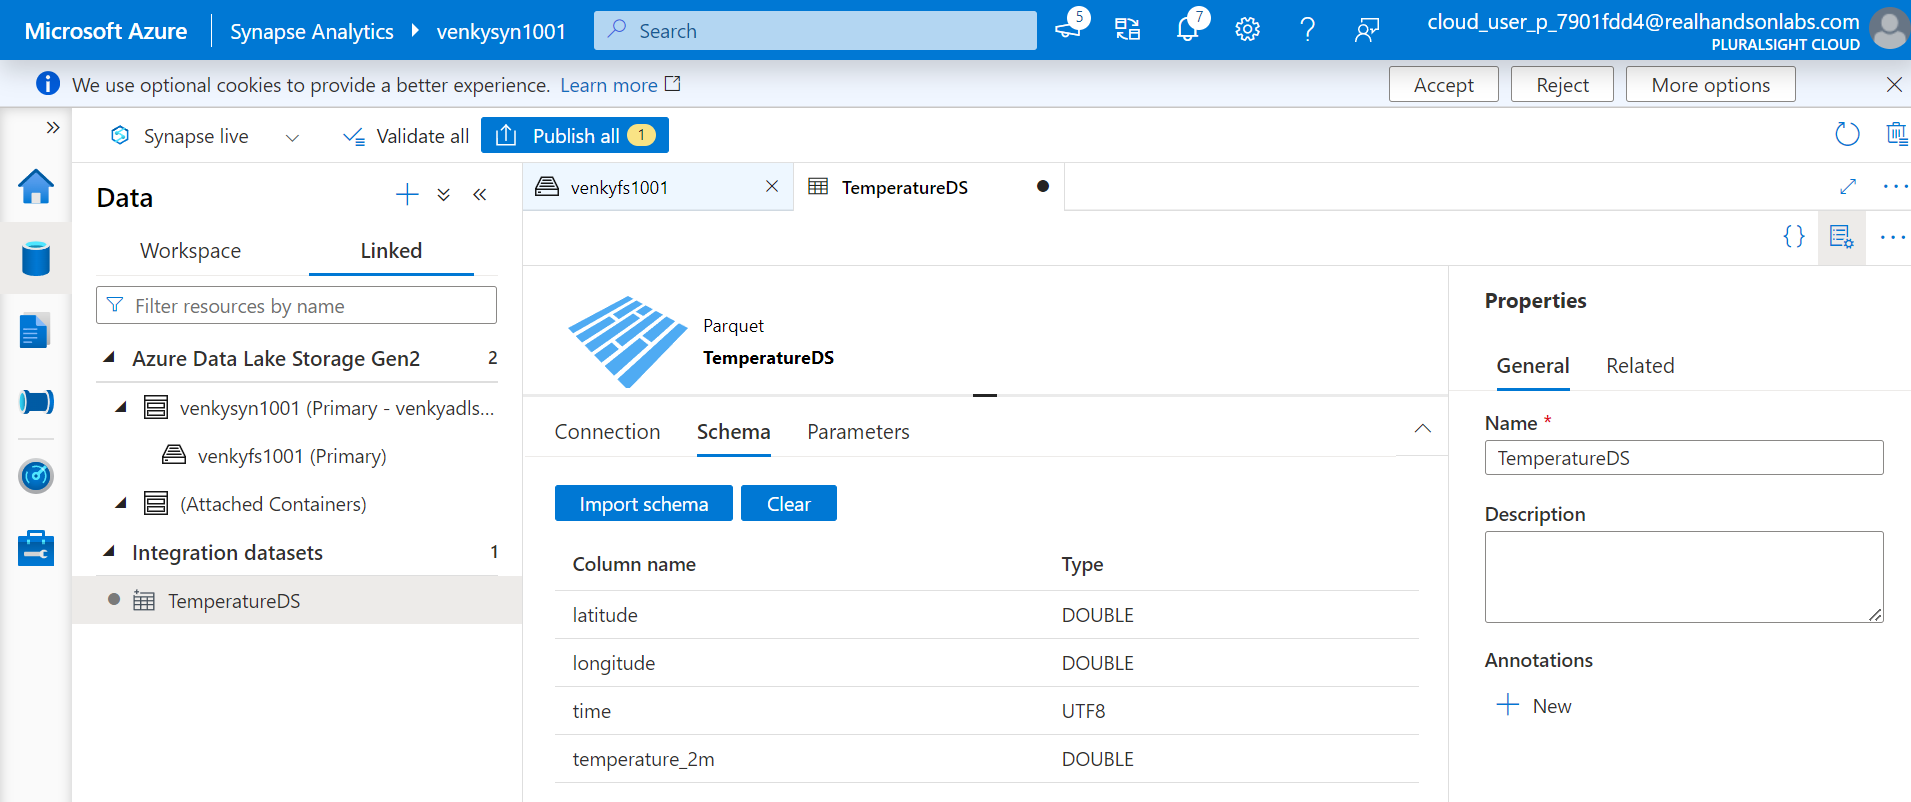 Microsoft Azure
Synapse Analytics
venkysyn1001
Search
5
7
cloud_user_p_7901fdd4@realhandsonlabs.com
PLURALSIGHT CLOUD
We use optional cookies to provide a better experience. Learn more
Accept
Reject
More options
Synapse live
Validate all
Publish all 1
Data
Workspace
Linked
Filter resources by name
Azure Data Lake Storage Gen2 2
venkysyn1001 (Primary - venkyadls...
venkyfs1001 (Primary)
(Attached Containers)
Integration datasets 1
TemperatureDS
venkyfs1001
TemperatureDS
{}
Parquet
TemperatureDS
Connection
Schema
Parameters
Import schema
Clear
Column name Type
latitude DOUBLE
longitude DOUBLE
time UTF8
temperature_2m DOUBLE
Properties
General
Related
Name *
TemperatureDS
Description
Annotations
New